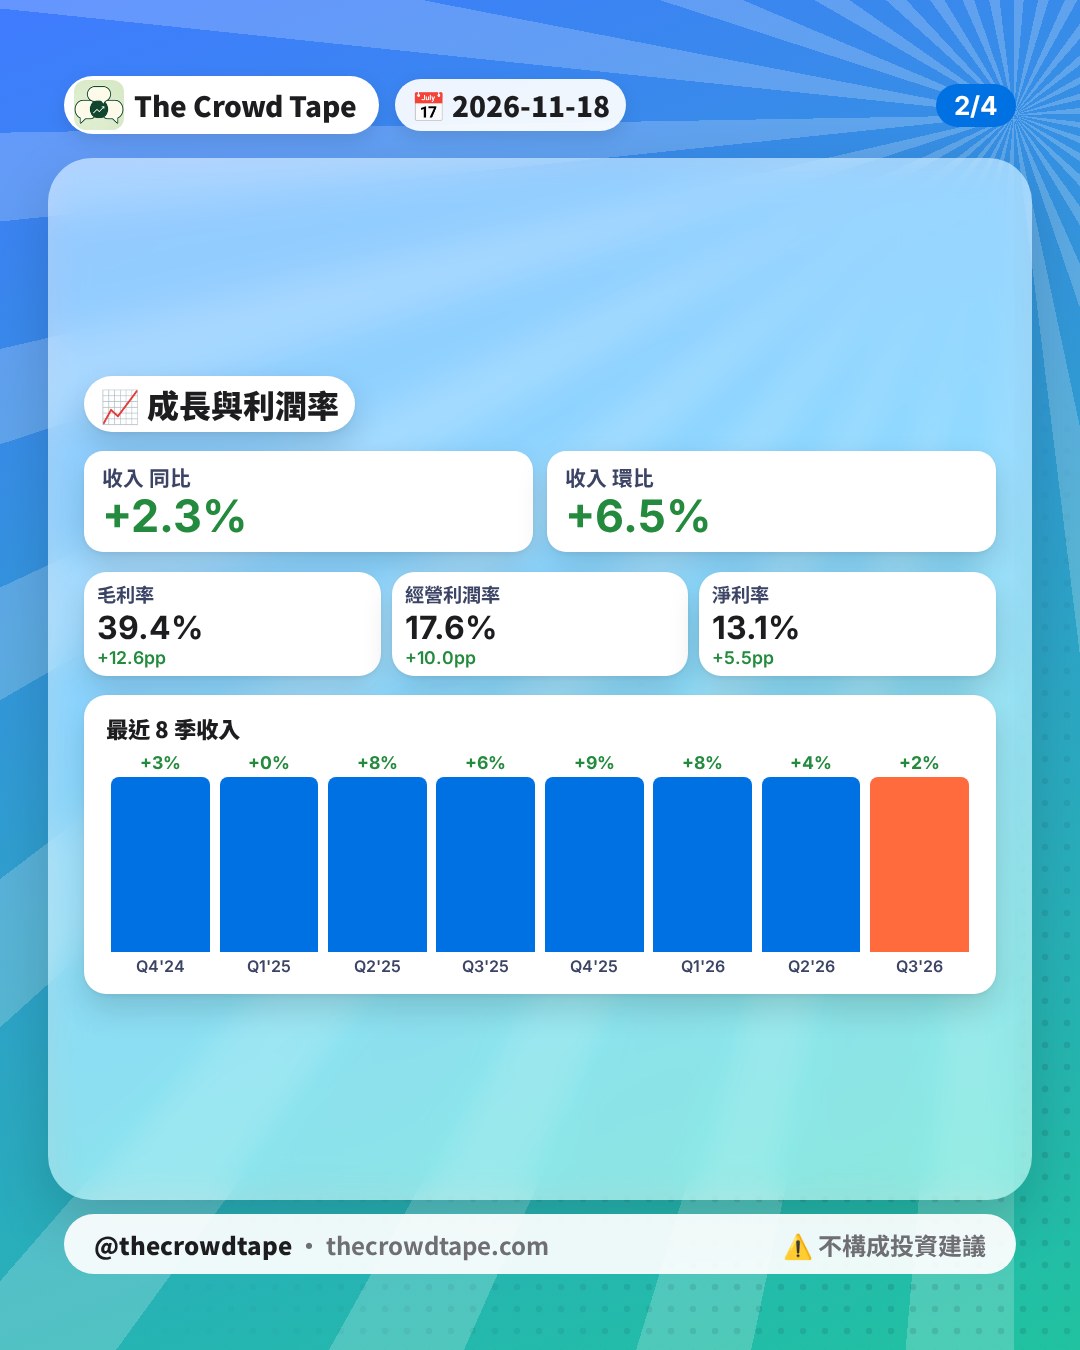 The Crowd Tape
📅 2026-11-18
2/4
📈 成長與利潤率
收入 同比
+2.3%
收入 環比
+6.5%
毛利率
39.4%
+12.6pp
經營利潤率
17.6%
+10.0pp
淨利率
13.1%
+5.5pp
最近 8 季收入
+3% +0% +8% +6% +9% +8% +4% +2%
Q4'24 Q1'25 Q2'25 Q3'25 Q4'25 Q1'26 Q2'26 Q3'26
@thecrowdtape • thecrowdtape.com
⚠️ 不構成投資建議